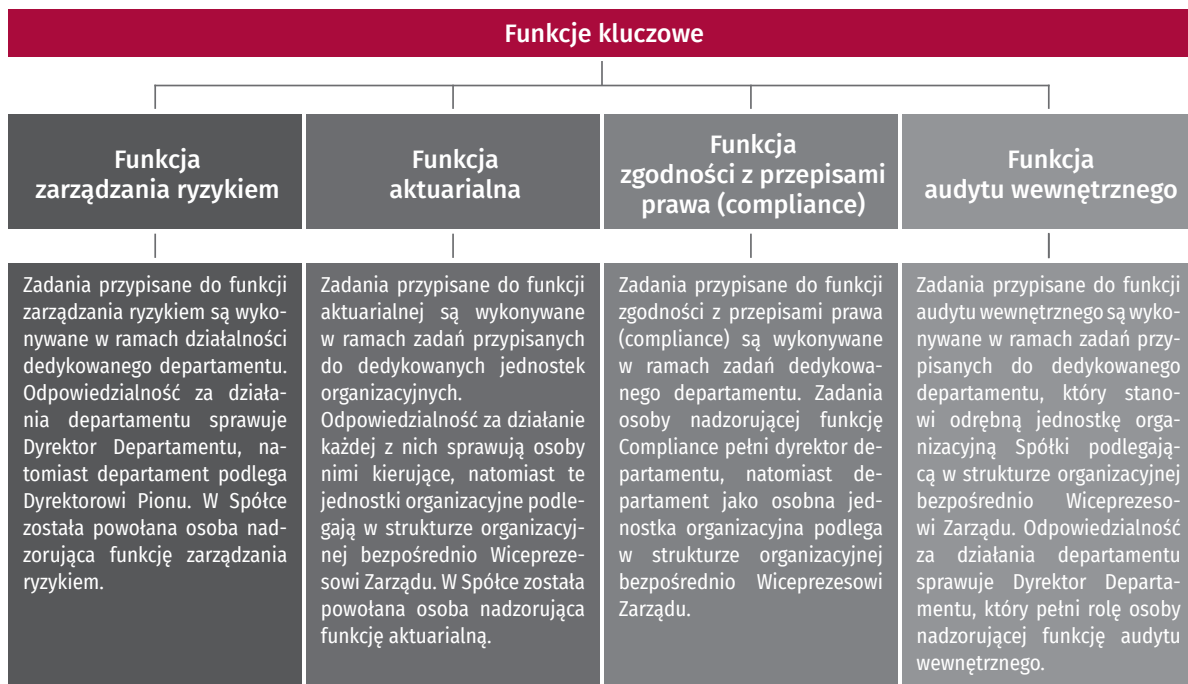 Funkcje kluczowe
Funkcja
zarządzania ryzykiem
Funkcja
aktuarialna
Funkcja
zgodności z przepisami
prawa (compliance)
Funkcja
audytu wewnętrznego
Zadania przypisane do funkcji
zarządzania ryzykiem są wyko-
nywane w ramach działalności
dedykowanego departamentu.
Odpowiedzialność za działa-
nia departamentu sprawuje
Dyrektor Departamentu, na-
tomiast departament podlega
Dyrektorowi Pionu. W Spółce
została powołana osoba nad-
zorująca funkcję zarządzania
ryzykiem.
Zadania przypisane do funkcji
aktuarialnej są wykonywane
w ramach zadań przypisanych
do dedykowanych jednostek
organizacyjnych.
Odpowiedzialność za działanie
każdej z nich sprawują osoby
nimi kierujące, natomiast te
jednostki organizacyjne podle-
gają w strukturze organizacyj-
nej bezpośrednio Wicepreze-
sowi Zarządu. W Spółce została
powołana osoba nadzorująca
funkcję aktuarialną.
Zadania przypisane do funkcji
zgodności z przepisami prawa
(compliance) są wykonywane
w ramach zadań dedykowa-
nego departamentu. Zadania
osoby nadzorującej funkcję
Compliance pełni dyrektor de-
partamentu, natomiast de-
partament jako osobna jed-
nostka organizacyjna podlega
w strukturze organizacyjnej
bezpośrednio Wiceprezesowi
Zarządu.
Zadania przypisane do funkcji
audytu wewnętrznego są wyko-
nywane w ramach zadań przy-
pisanych do dedykowanego
departamentu, który stano-
wi odrębną jednostkę orga-
nizacyjną Spółki podlegają-
cą w strukturze organizacyjnej
bezpośrednio Wiceprezeso-
wi Zarządu. Odpowiedzialność
za działania departamentu
sprawuje Dyrektor Departa-
mentu, który pełni rolę osoby
nadzorującej funkcję audytu
wewnętrznego.